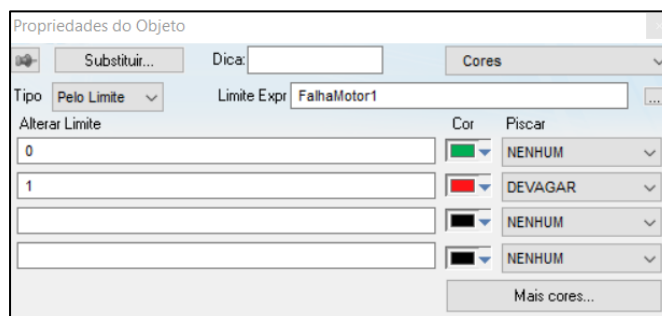 Propriedades do Objeto
Substituir... Dica: Cores
Tipo Pelo Limite Limite Expr FalhaMotor1 ...
Alterar Limite Cor Piscar
0 NENHUM
1 DEVAGAR
NENHUM
NENHUM
Mais cores...